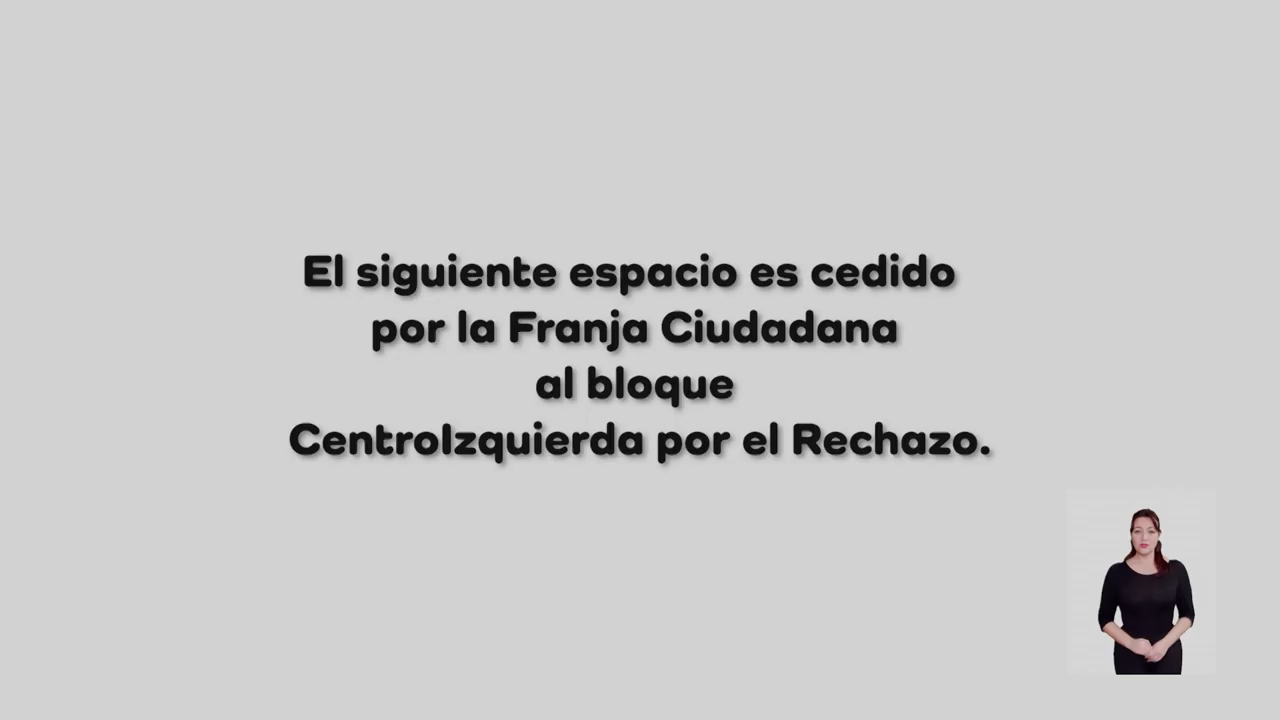 El siguiente espacio es cedido
por la Franja Ciudadana
al bloque
CentroIzquierda por el Rechazo.